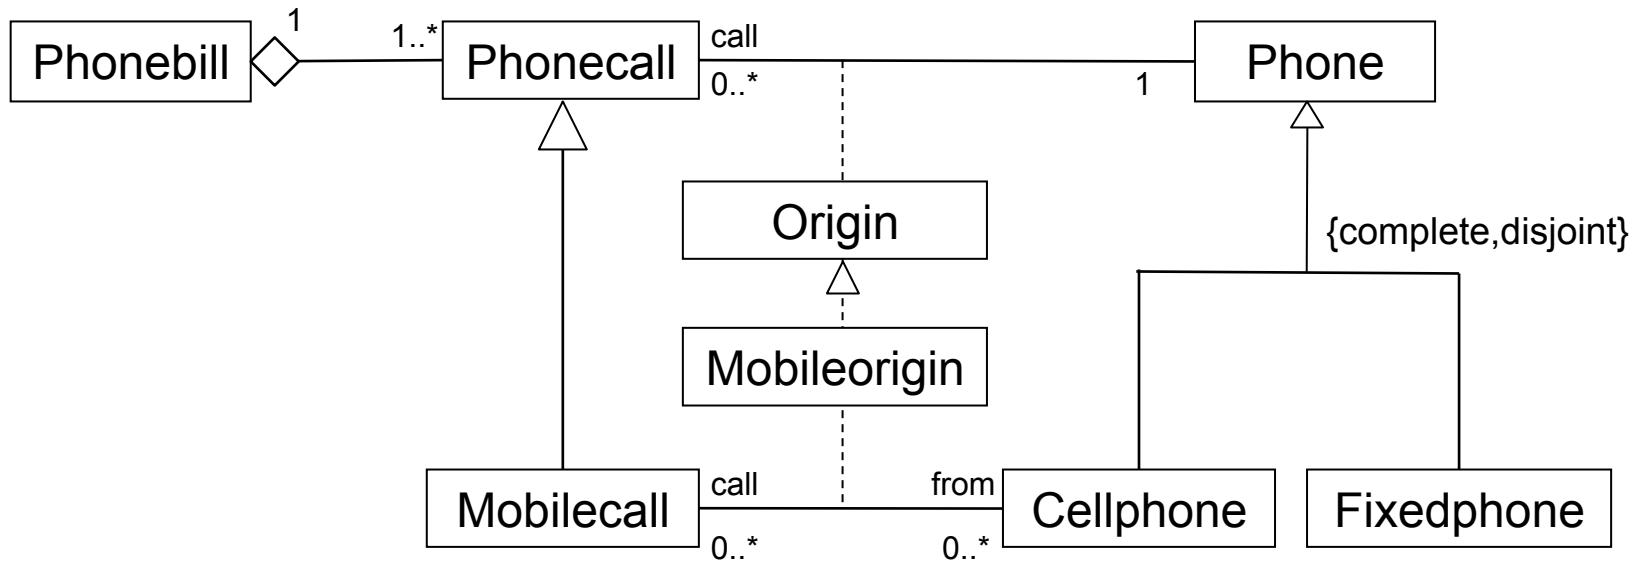 1
1..*
call
Phonebill
Phonecall
Phone
0..*
1
Origin
{complete,disjoint}
Mobileorigin
call
from
Mobilecall
Cellphone
Fixedphone
0..*
0..*